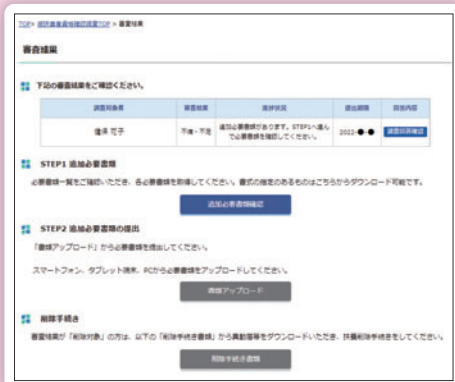 TOP> 被扶養者資格確認調査TOP > 審査結果
審査結果
下記の審査結果をご確認ください。
調査対象者 審査結果 進捗状況 提出期限 回答内容
健保 花子 不備・不足 追加必要書類があります。STEP1へ進んで必要書類を確認してください。 2022-●-● 調査回答確認
STEP1 追加必要書類
必要書類一覧をご確認いただき、各必要書類を取得してください。書式の指定のあるものはこちらからダウンロード可能です。
追加必要書類確認
STEP2 追加必要書類の提出
「書類アップロード」から必要書類を提出してください。
スマートフォン、タブレット端末、PCから必要書類をアップロードしてください。
書類アップロード
削除手続き
審査結果が「削除対象」の方は、以下の「削除手続き書類」から異動届等をダウンロードいただき、扶養削除手続きをしてください。
削除手続き書類